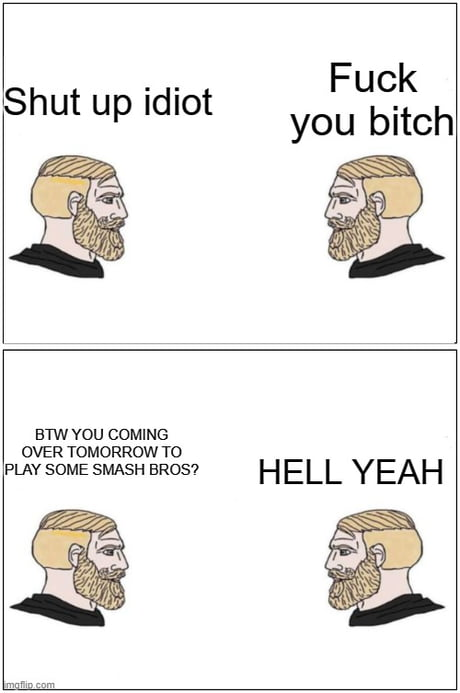 Shut up idiot
Fuck
you bitch
BTW YOU COMING
OVER TOMORROW TO
PLAY SOME SMASH BROS?
HELL YEAH
imgflip.com